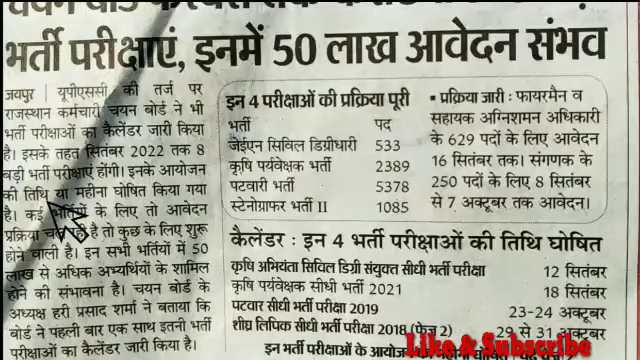 भर्ती परीक्षाएं, इनमें 50 लाख आवेदन संभव
जयपुर | यूपीएससी की तर्ज पर
राजस्थान कर्मचारी चयन बोर्ड ने भी
भर्ती परीक्षाओं का कैलेंडर जारी किया
है। इसके तहत सितंबर 2022 तक 8
बड़ी भर्ती परीक्षाएं होंगी। इनके आयोजन
की तिथि या महीना घोषित किया गया
है। कई भर्तियों के लिए तो आवेदन
प्रक्रिया चल रही है तो कुछ के लिए शुरू
होने वाली है। इन सभी भर्तियों में 50
लाख से अधिक अभ्यर्थियों के शामिल
होने की संभावना है। चयन बोर्ड के
अध्यक्ष हरी प्रसाद शर्मा ने बताया कि
बोर्ड ने पहली बार एक साथ इतनी भर्ती
परीक्षाओं का कैलेंडर जारी किया है।
इन 4 परीक्षाओं की प्रक्रिया पूरी
भर्ती पद
जेईएन सिविल डिग्रीधारी 533
कृषि पर्यवेक्षक भर्ती 2389
पटवारी भर्ती 5378
स्टेनोग्राफर भर्ती II 1085
▪ प्रक्रिया जारी : फायरमैन व
सहायक अग्निशमन अधिकारी
के 629 पदों के लिए आवेदन
16 सितंबर तक। संगणक के
250 पदों के लिए 8 सितंबर
से 7 अक्टूबर तक आवेदन।
कैलेंडर : इन 4 भर्ती परीक्षाओं की तिथि घोषित
कृषि अभियंता सिविल डिग्री संयुक्त सीधी भर्ती परीक्षा 12 सितंबर
कृषि पर्यवेक्षक सीधी भर्ती 2021 18 सितंबर
पटवार सीधी भर्ती परीक्षा 2019 23-24 अक्टूबर
शीघ्र लिपिक सीधी भर्ती परीक्षा 2018 (फेज 2) 29 से 31 अक्टूबर
इन भर्ती परीक्षाओं के आयोजन
Like & Subscribe